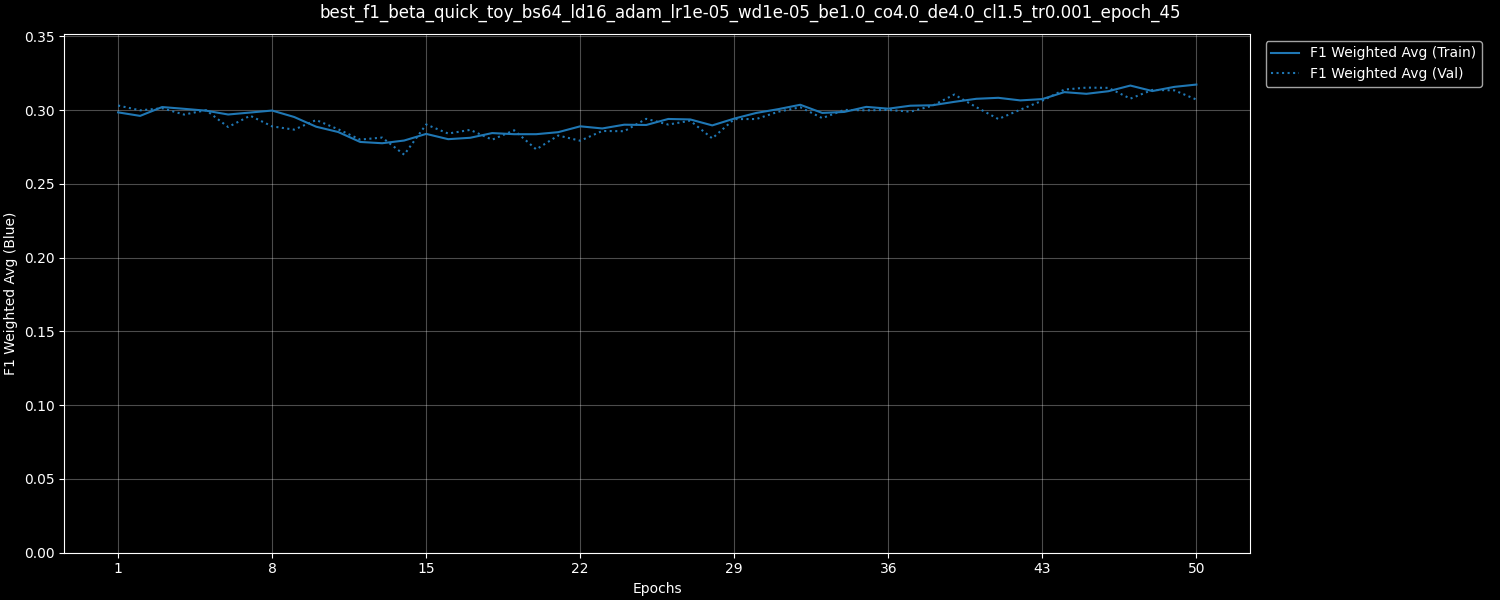 best_f1_beta_quick_toy_bs64_ld16_adam_lr1e-05_wd1e-05_be1.0_co4.0_de4.0_cl1.5_tr0.001_epoch_45
F1 Weighted Avg (Train)
F1 Weighted Avg (Val)
F1 Weighted Avg (Blue)
0.35
0.30
0.25
0.20
0.15
0.10
0.05
0.00
1 8 15 22 29 36 43 50
Epochs